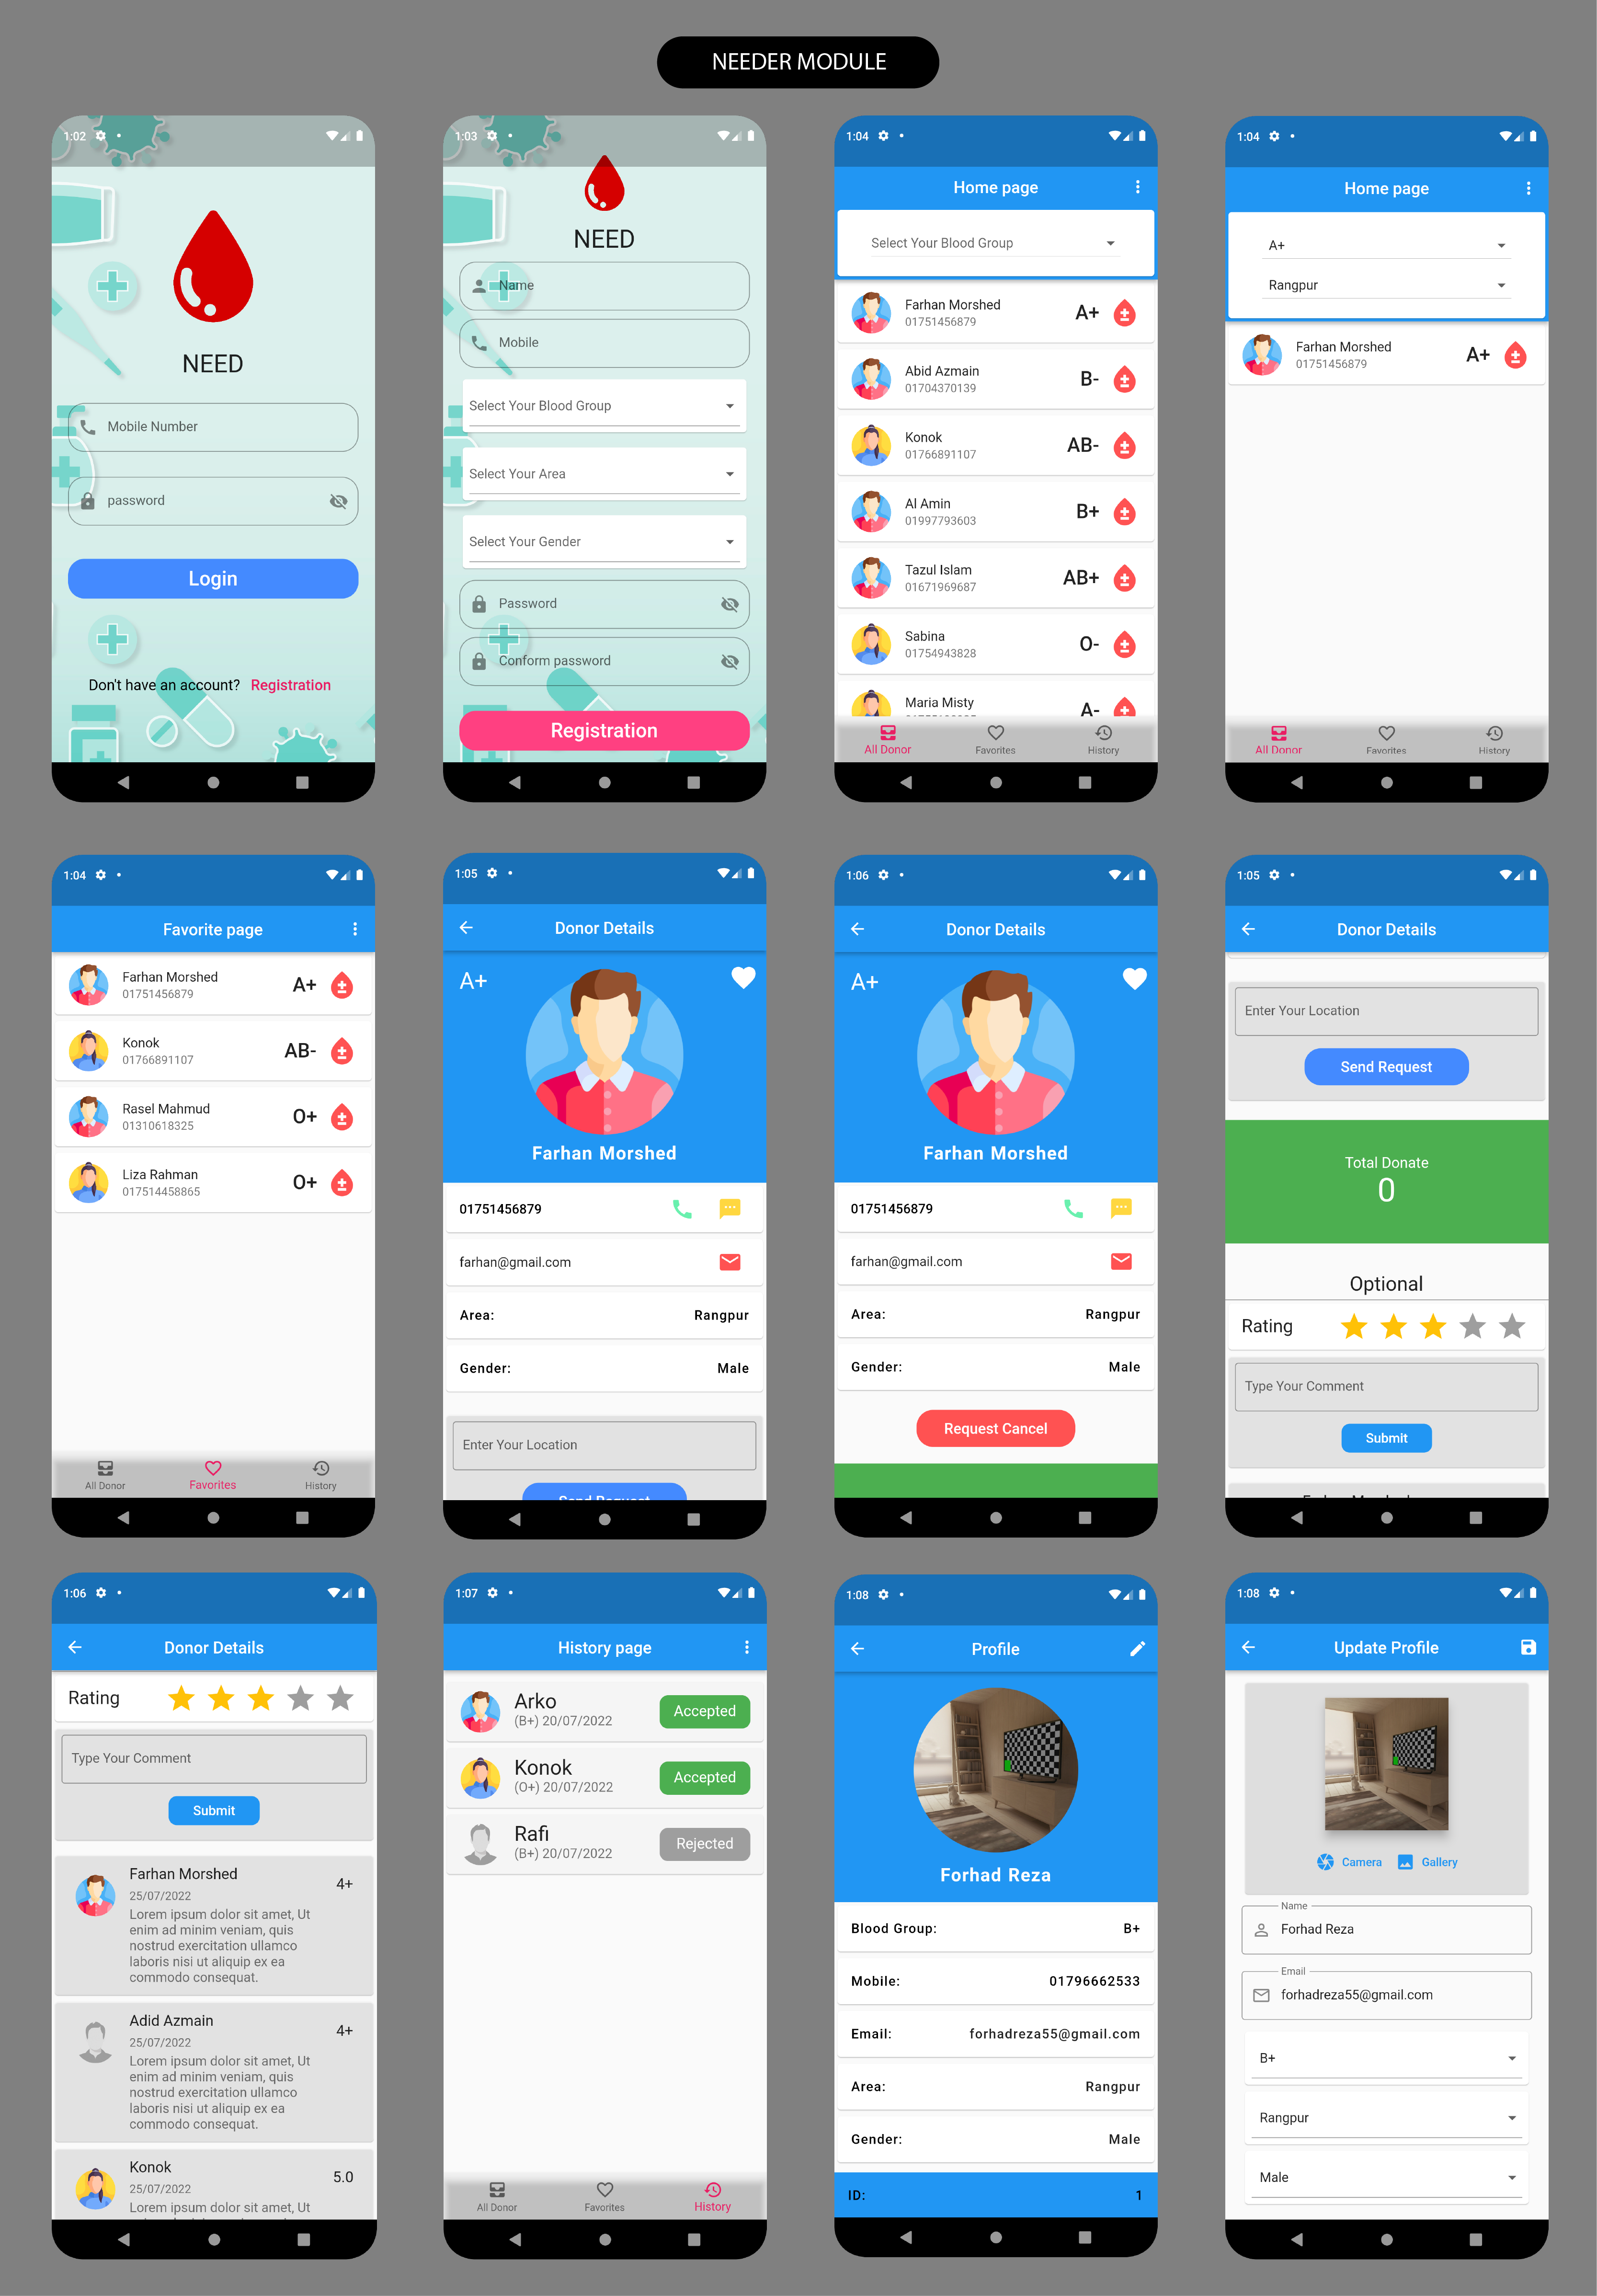 NEEDER MODULE
1:02
NEED
Mobile Number
password
Login
Don't have an account? Registration
1:03
NEED
Name
Mobile
Select Your Blood Group
Select Your Area
Select Your Gender
Password
Conform password
Registration
1:04
Home page
Select Your Blood Group
Farhan Morshed
01751456879
A+
Abid Azmain
01704370139
B-
Konok
01766891107
AB-
Al Amin
01997793603
B+
Tazul Islam
01671969687
AB+
Sabina
01754943828
O-
Maria Misty
A-
All Donor
Favorites
History
1:04
Home page
A+
Rangpur
Farhan Morshed
01751456879
A+
All Donor
Favorites
History
1:04
Favorite page
Farhan Morshed
01751456879
A+
Konok
01766891107
AB-
Rasel Mahmud
01310618325
O+
Liza Rahman
017514458865
O+
All Donor
Favorites
History
1:05
Donor Details
A+
Farhan Morshed
01751456879
farhan@gmail.com
Area: Rangpur
Gender: Male
Enter Your Location
Send Request
1:06
Donor Details
A+
Farhan Morshed
01751456879
farhan@gmail.com
Area: Rangpur
Gender: Male
Request Cancel
1:05
Donor Details
Enter Your Location
Send Request
Total Donate
0
Optional
Rating
Type Your Comment
Submit
1:06
Donor Details
Rating
Type Your Comment
Submit
Farhan Morshed
4+
25/07/2022
Lorem ipsum dolor sit amet, Ut
enim ad minim veniam, quis
nostrud exercitation ullamco
laboris nisi ut aliquip ex ea
commodo consequat.
Adid Azmain
4+
25/07/2022
Lorem ipsum dolor sit amet, Ut
enim ad minim veniam, quis
nostrud exercitation ullamco
laboris nisi ut aliquip ex ea
commodo consequat.
Konok
5.0
25/07/2022
Lorem ipsum dolor sit amet, Ut
1:07
History page
Arko
(B+) 20/07/2022
Accepted
Konok
(O+) 20/07/2022
Accepted
Rafi
(B+) 20/07/2022
Rejected
All Donor
Favorites
History
1:08
Profile
Forhad Reza
Blood Group: B+
Mobile: 01796662533
Email: forhadreza55@gmail.com
Area: Rangpur
Gender: Male
ID: 1
1:08
Update Profile
Camera
Gallery
Name
Forhad Reza
Email
forhadreza55@gmail.com
B+
Rangpur
Male